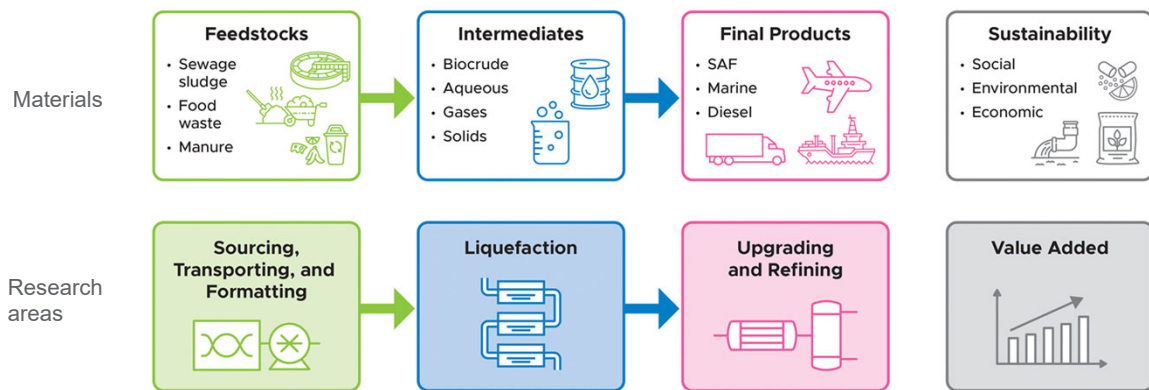 Materials
Feedstocks
• Sewage
sludge
• Food
waste
• Manure
Intermediates
• Biocrude
• Aqueous
• Gases
• Solids
Final Products
• SAF
• Marine
• Diesel
Sustainability
• Social
• Environmental
• Economic
Research
areas
Sourcing,
Transporting, and
Formatting
Liquefaction
Upgrading
and Refining
Value Added